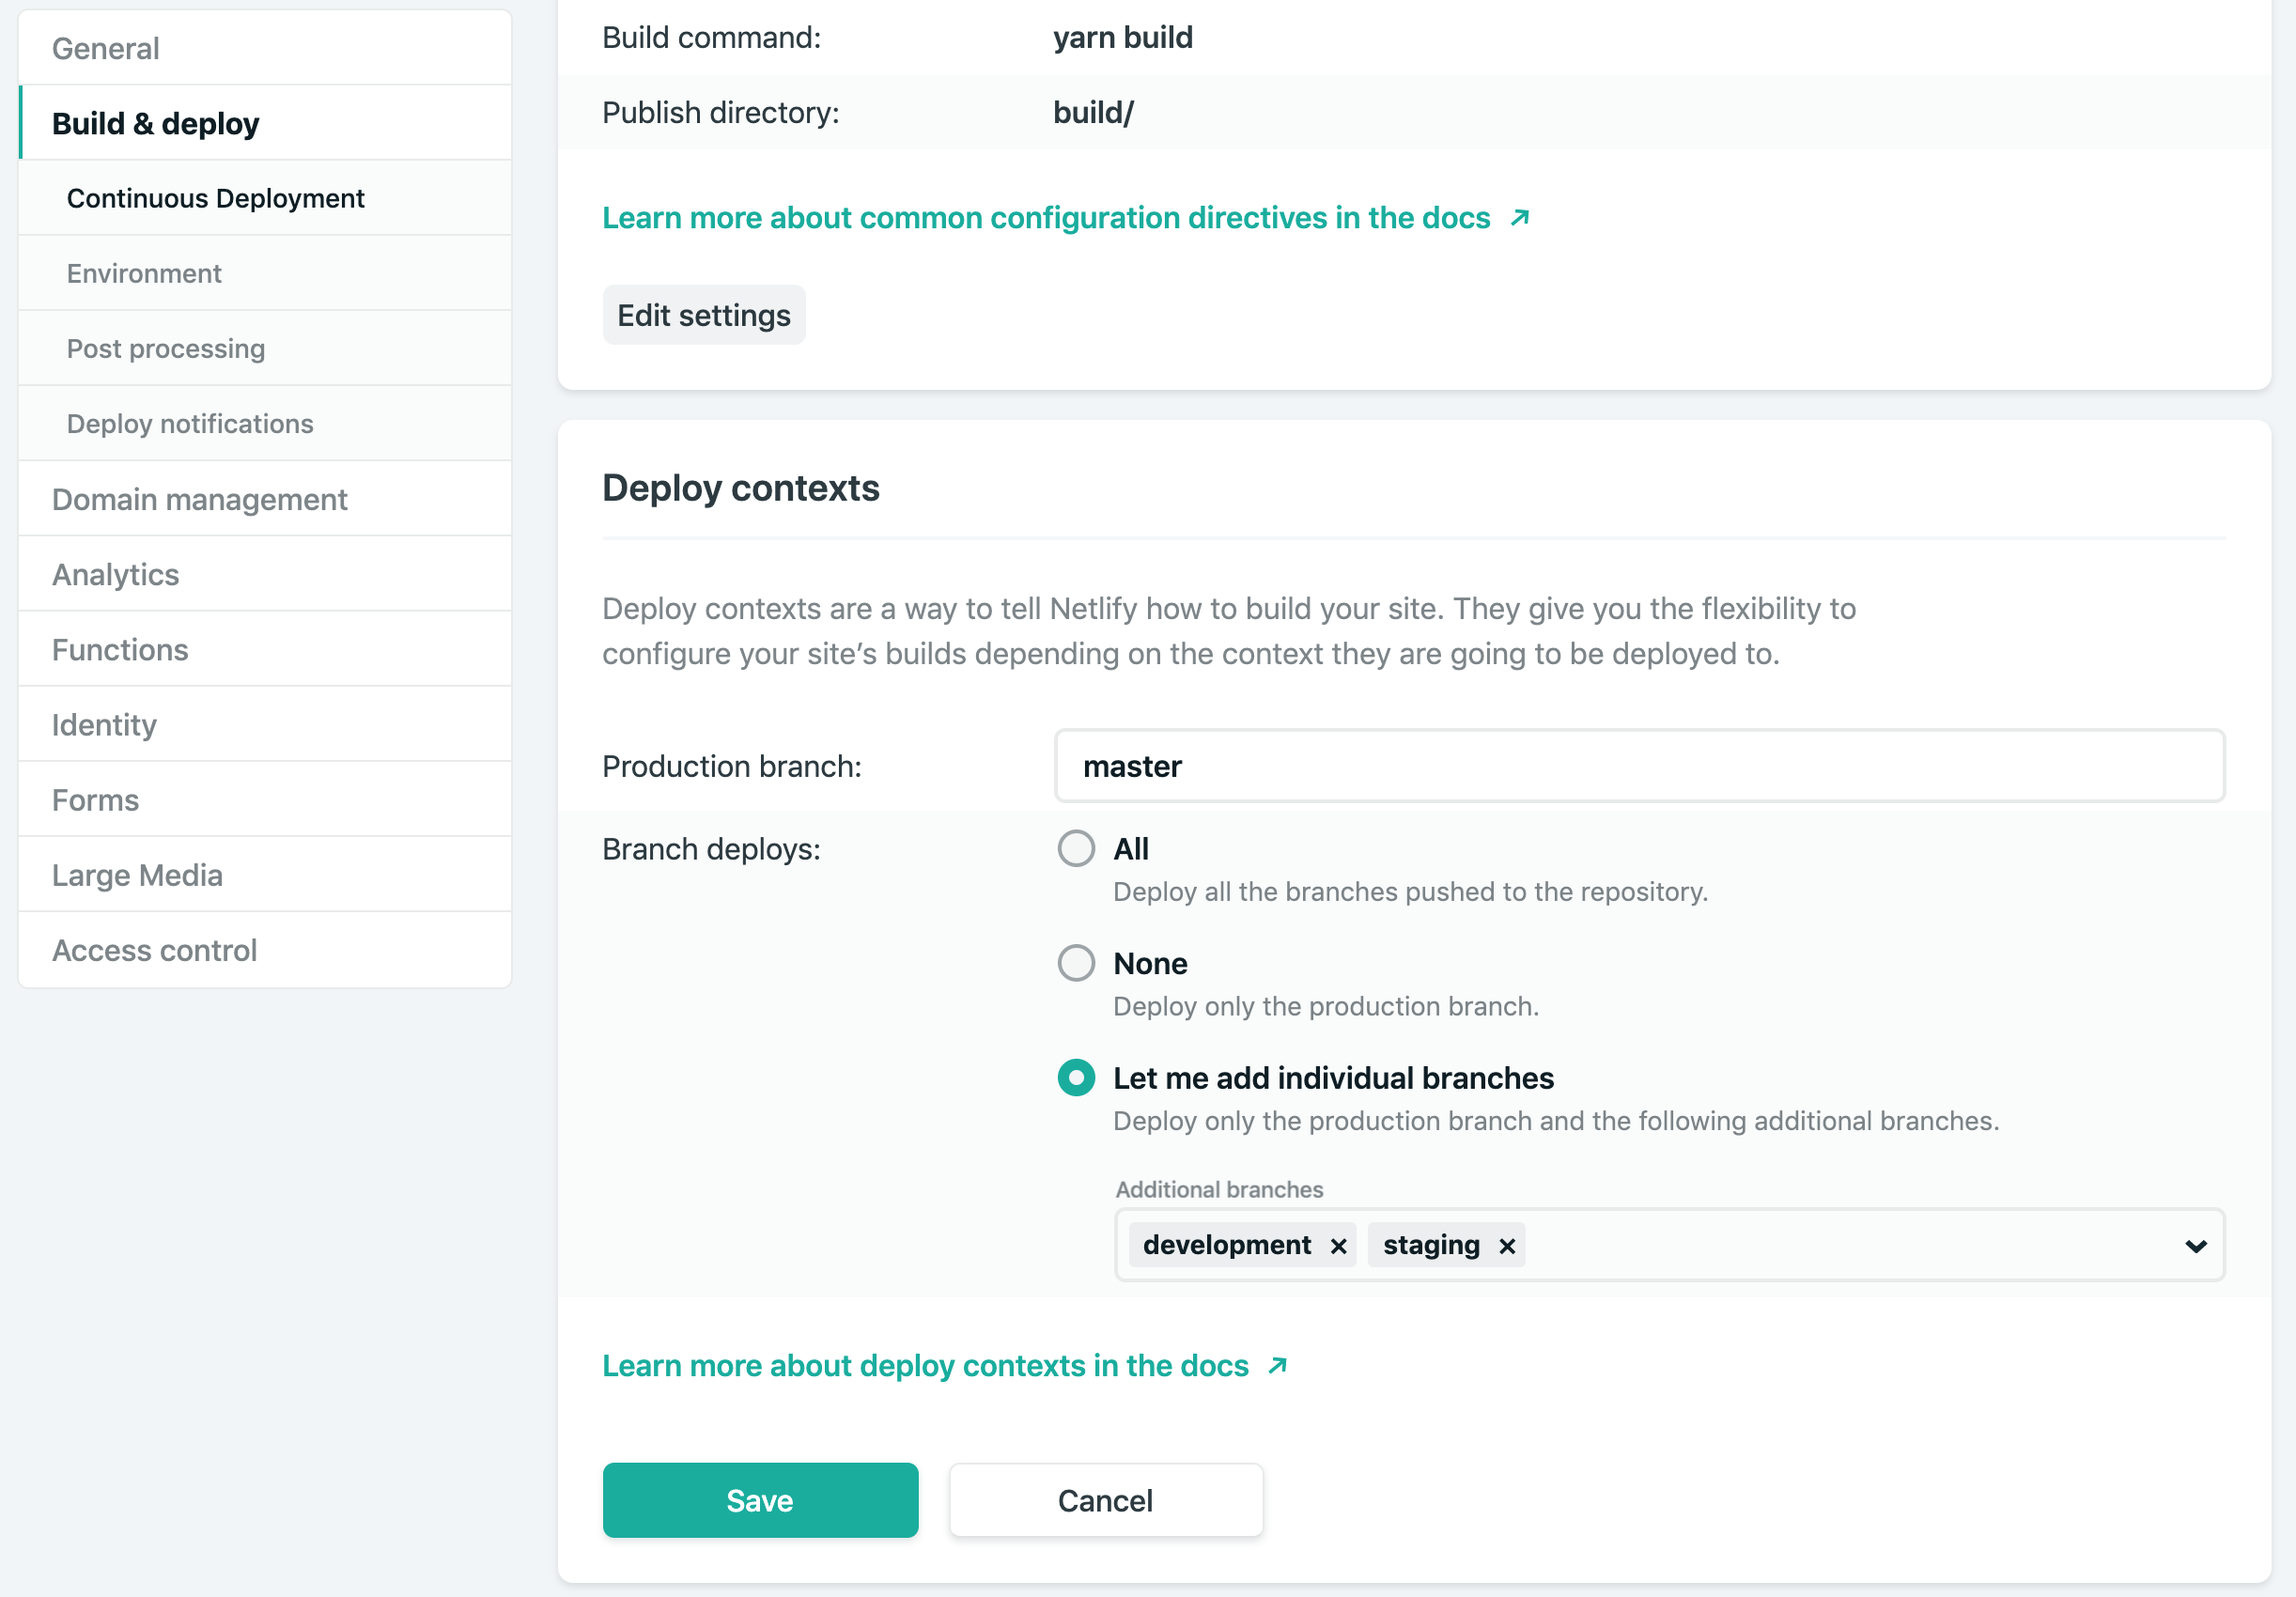 General
Build & deploy
Continuous Deployment
Environment
Post processing
Deploy notifications
Domain management
Analytics
Functions
Identity
Forms
Large Media
Access control
Build command: yarn build
Publish directory: build/
Learn more about common configuration directives in the docs
Edit settings
Deploy contexts
Deploy contexts are a way to tell Netlify how to build your site. They give you the flexibility to
configure your site’s builds depending on the context they are going to be deployed to.
Production branch: master
Branch deploys: All
Deploy all the branches pushed to the repository.
None
Deploy only the production branch.
Let me add individual branches
Deploy only the production branch and the following additional branches.
Additional branches
development × staging ×
Learn more about deploy contexts in the docs
Save Cancel